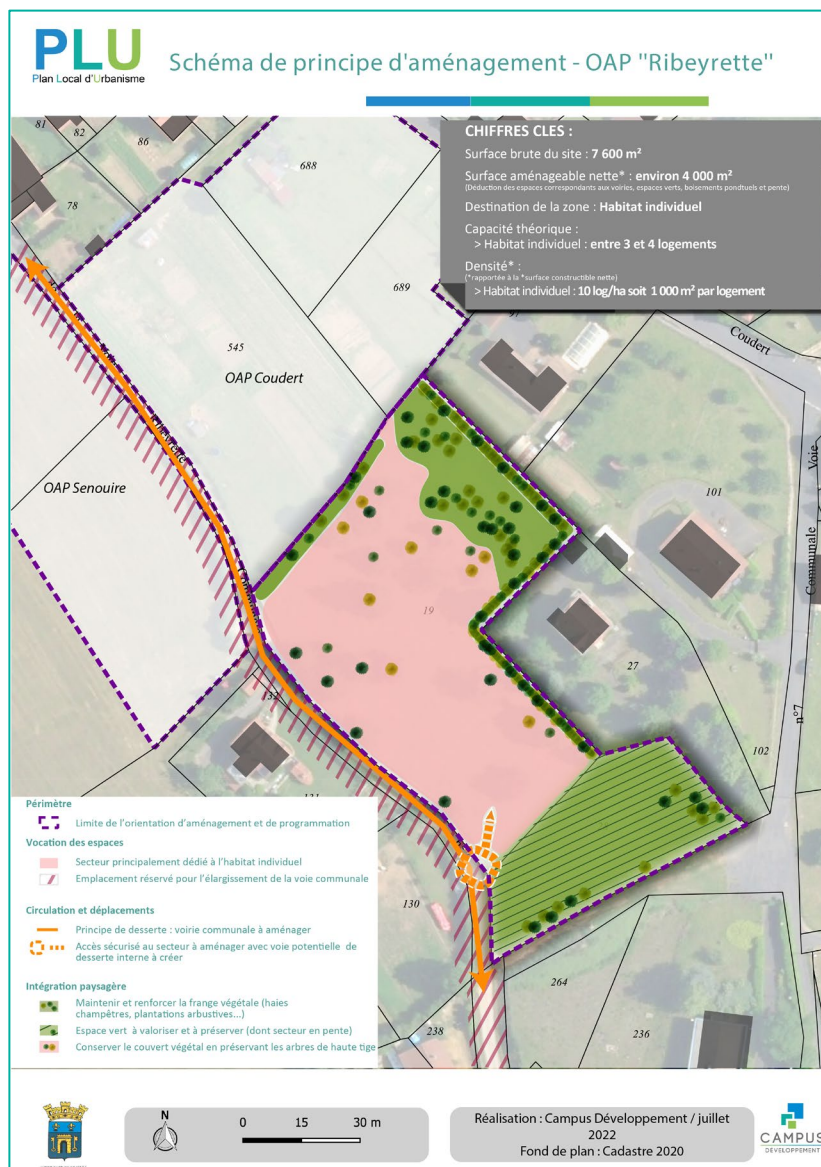 PLU
Plan Local d'Urbanisme
Schéma de principe d'aménagement - OAP "Ribeyrette"
CHIFFRES CLES :
Surface brute du site : 7 600 m²
Surface aménageable nette* : environ 4 000 m²
(Déduction des espaces correspondants aux voiries, espaces verts, boisements ponctuels et pente)
Destination de la zone : Habitat individuel
Capacité théorique :
> Habitat individuel : entre 3 et 4 logements
Densité* :
(*rapportée à la *surface constructible nette)
> Habitat individuel : 10 log/ha soit 1 000 m² par logement
81
82
86
78
688
689
545
OAP Coudert
OAP Senouire
Ribeyrette
Coudert
Voie
Communale
n°7
101
19
27
102
132
121
130
264
238
236
Périmètre
Limite de l'orientation d'aménagement et de programmation
Vocation des espaces
Secteur principalement dédié à l'habitat individuel
Emplacement réservé pour l'élargissement de la voie communale
Circulation et déplacements
Principe de desserte : voirie communale à aménager
Accès sécurisé au secteur à aménager avec voie potentielle de
desserte interne à créer
Intégration paysagère
Maintenir et renforcer la frange végétale (haies
champêtres, plantations arbustives...)
Espace vert à valoriser et à préserver (dont secteur en pente)
Conserver le couvert végétal en préservant les arbres de haute tige
N
0 15 30 m
Réalisation : Campus Développement / juillet
2022
Fond de plan : Cadastre 2020
CAMPUS
DÉVELOPPEMENT